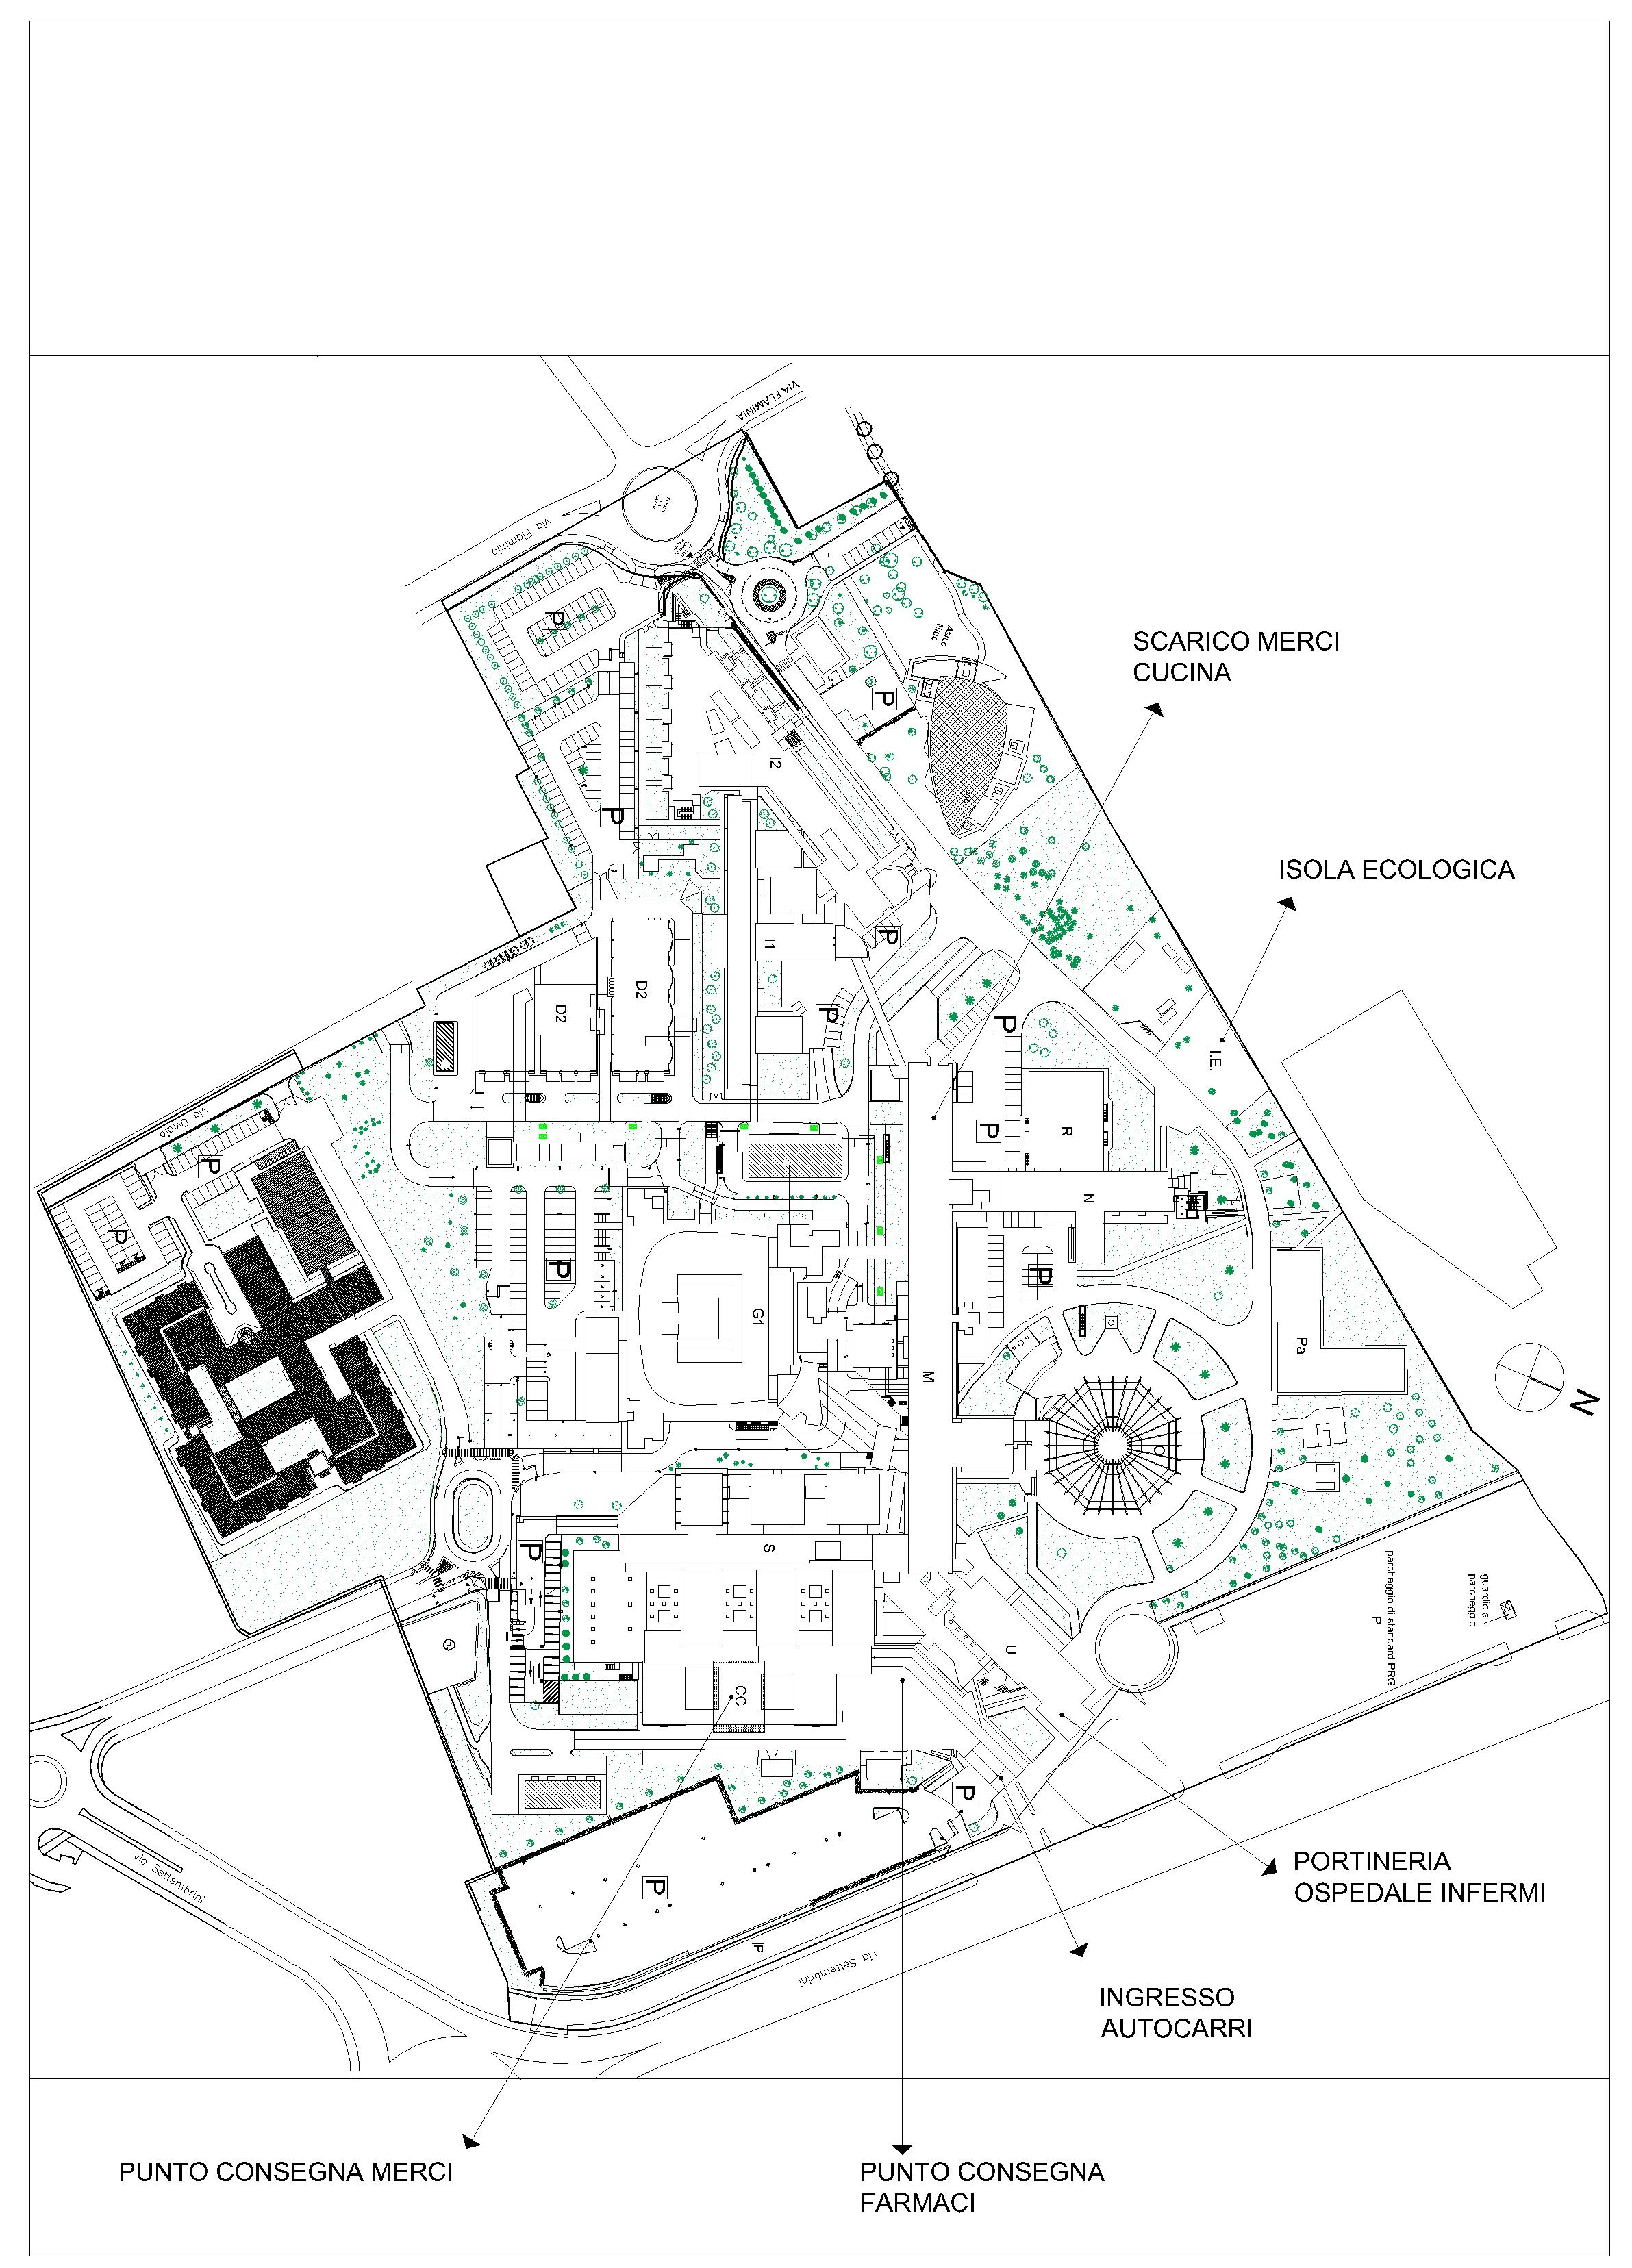 VIA FLAMINIA
via Flaminia
P
ASILO
NIDO
SCARICO MERCI
CUCINA
P
I2
P
ISOLA ECOLOGICA
I1
P
D2
D2
P
P
I.E.
via Ovidio
P
R
P
P
N
P
P
G1
Pa
M
N
O
S
P
parcheggio di standard PRG
P
guardiola
parcheggio
U
CC
P
via Settembrini
P
P
via Settembrini
PORTINERIA
OSPEDALE INFERMI
INGRESSO
AUTOCARRI
PUNTO CONSEGNA MERCI
PUNTO CONSEGNA
FARMACI